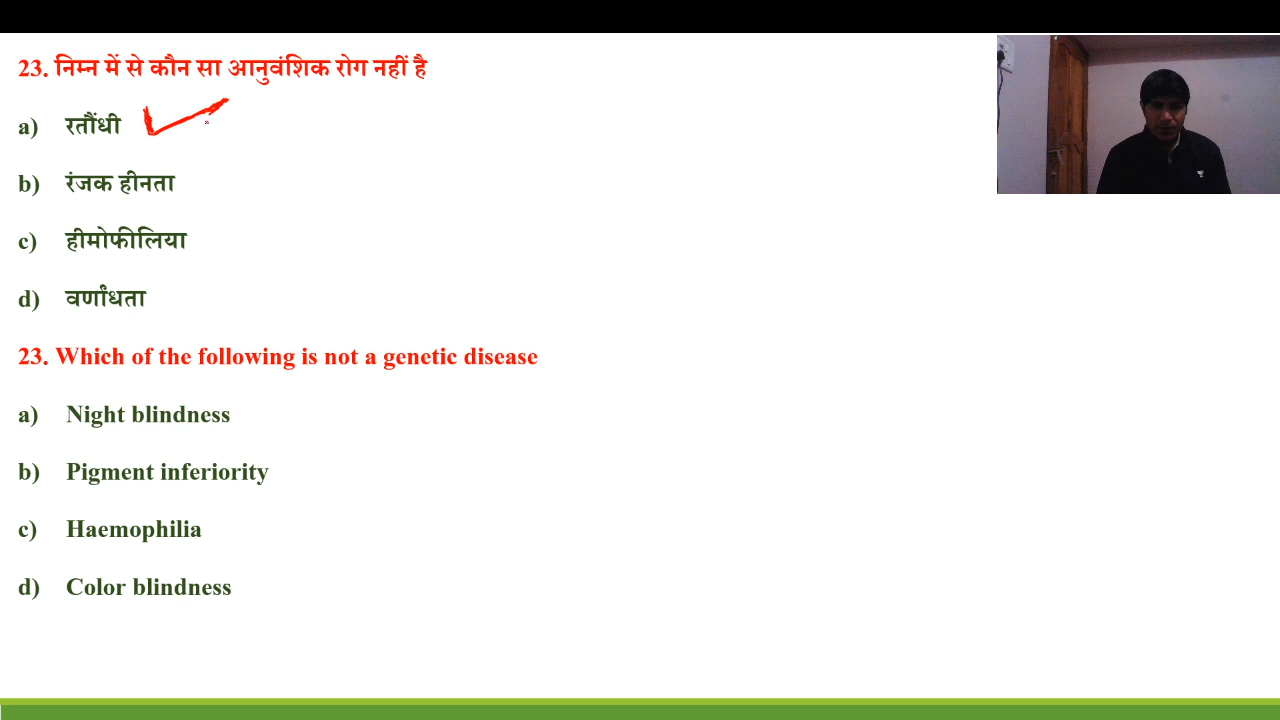 23. निम्न में से कौन सा आनुवंशिक रोग नहीं है
a) रतौंधी
b) रंजक हीनता
c) हीमोफीलिया
d) वर्णांधता
23. Which of the following is not a genetic disease
a) Night blindness
b) Pigment inferiority
c) Haemophilia
d) Color blindness